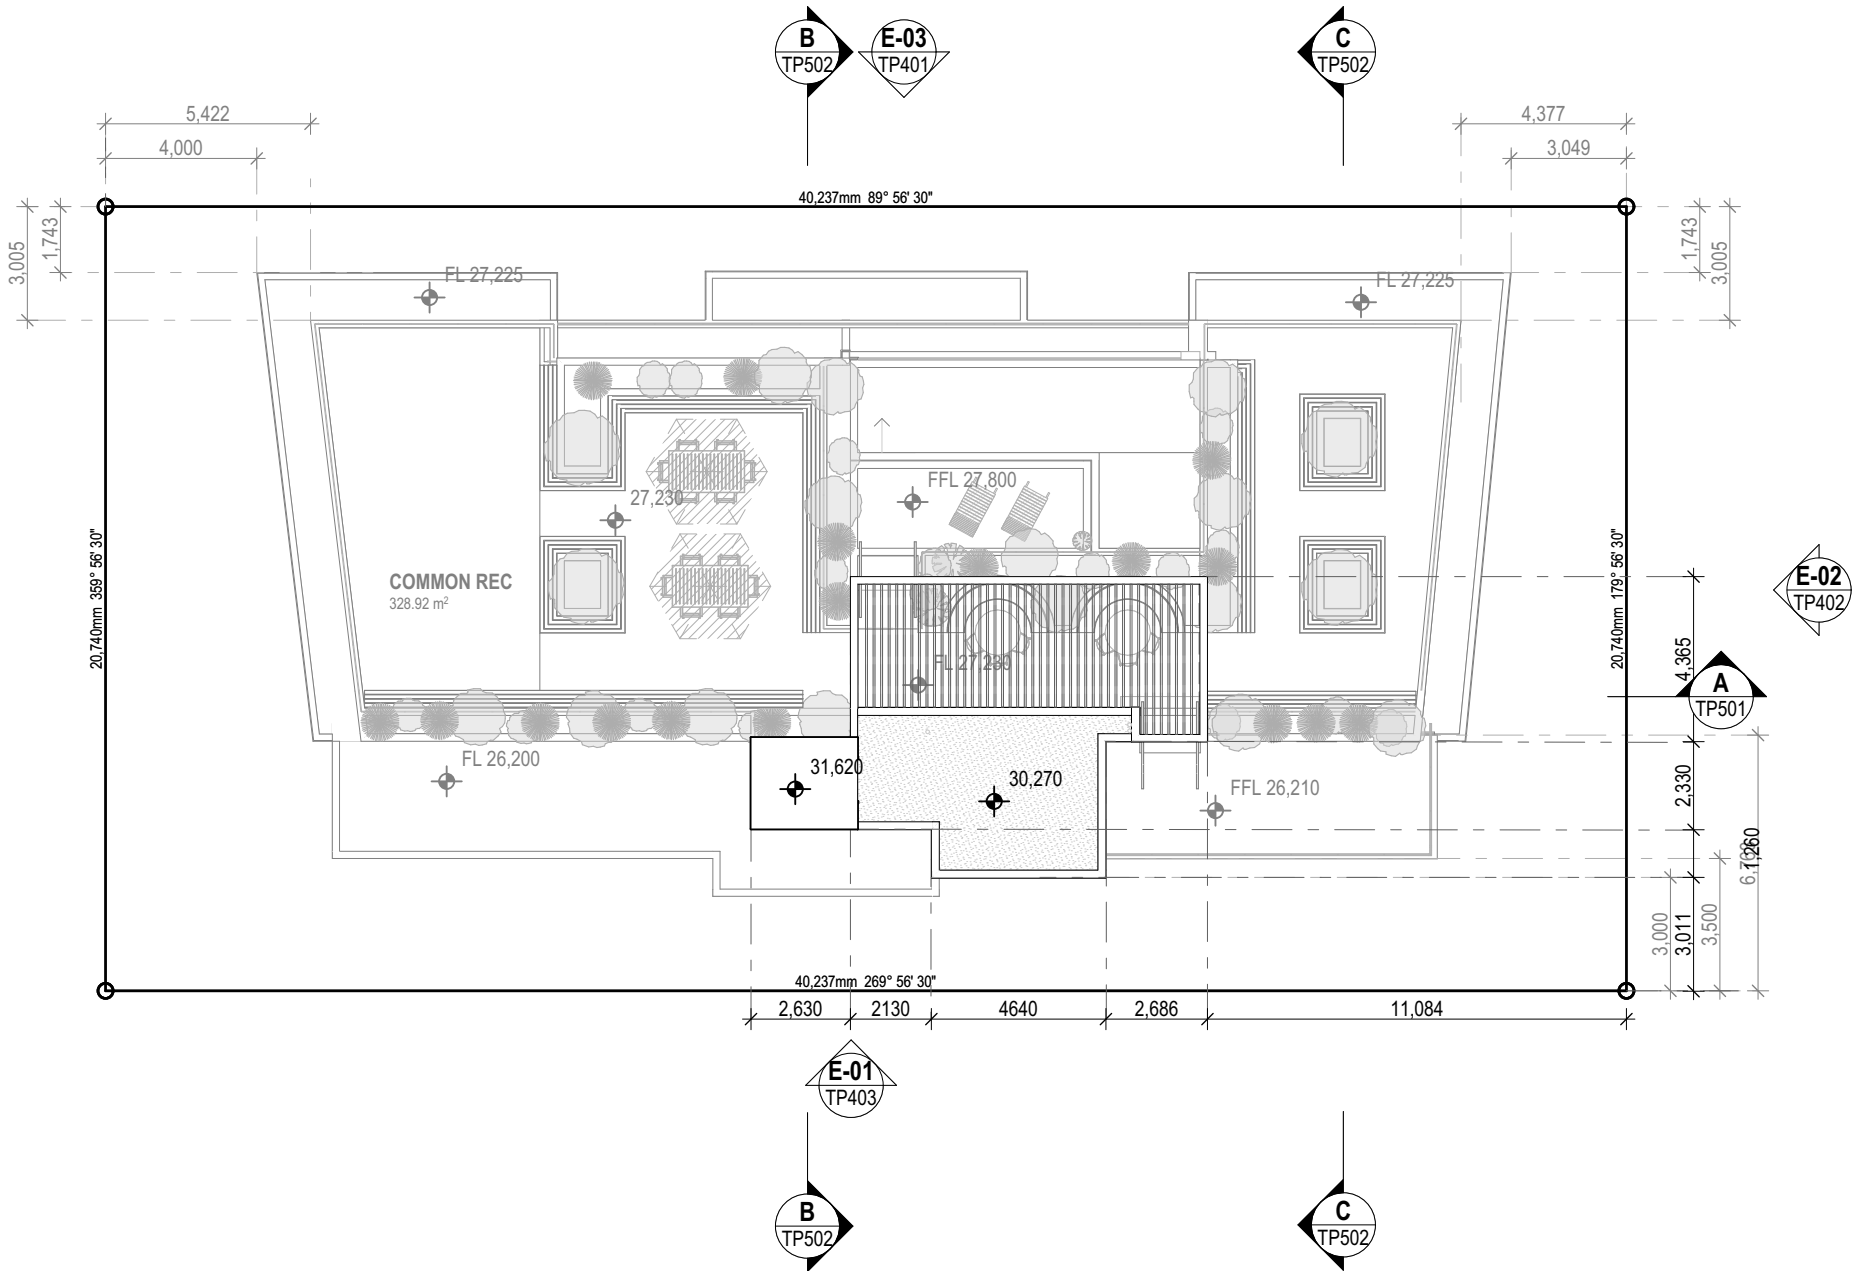 B
TP502
E-03
TP401
C
TP502
5,422
4,377
4,000
3,049
40,237mm 89° 56' 30"
3,005
1,743
1,743
3,005
FL 27,225
FL 27,225
FFL 27,800
27,230
COMMON REC
328.92 m²
20,740mm 359° 56' 30"
20,740mm 179° 56' 30"
E-02
TP402
4,365
A
TP501
FL 26,200
31,620
30,270
FFL 26,210
2,330
1,260
3,000
3,011
3,500
40,237mm 269° 56' 30"
2,630
2130
4640
2,686
11,084
E-01
TP403
B
TP502
C
TP502